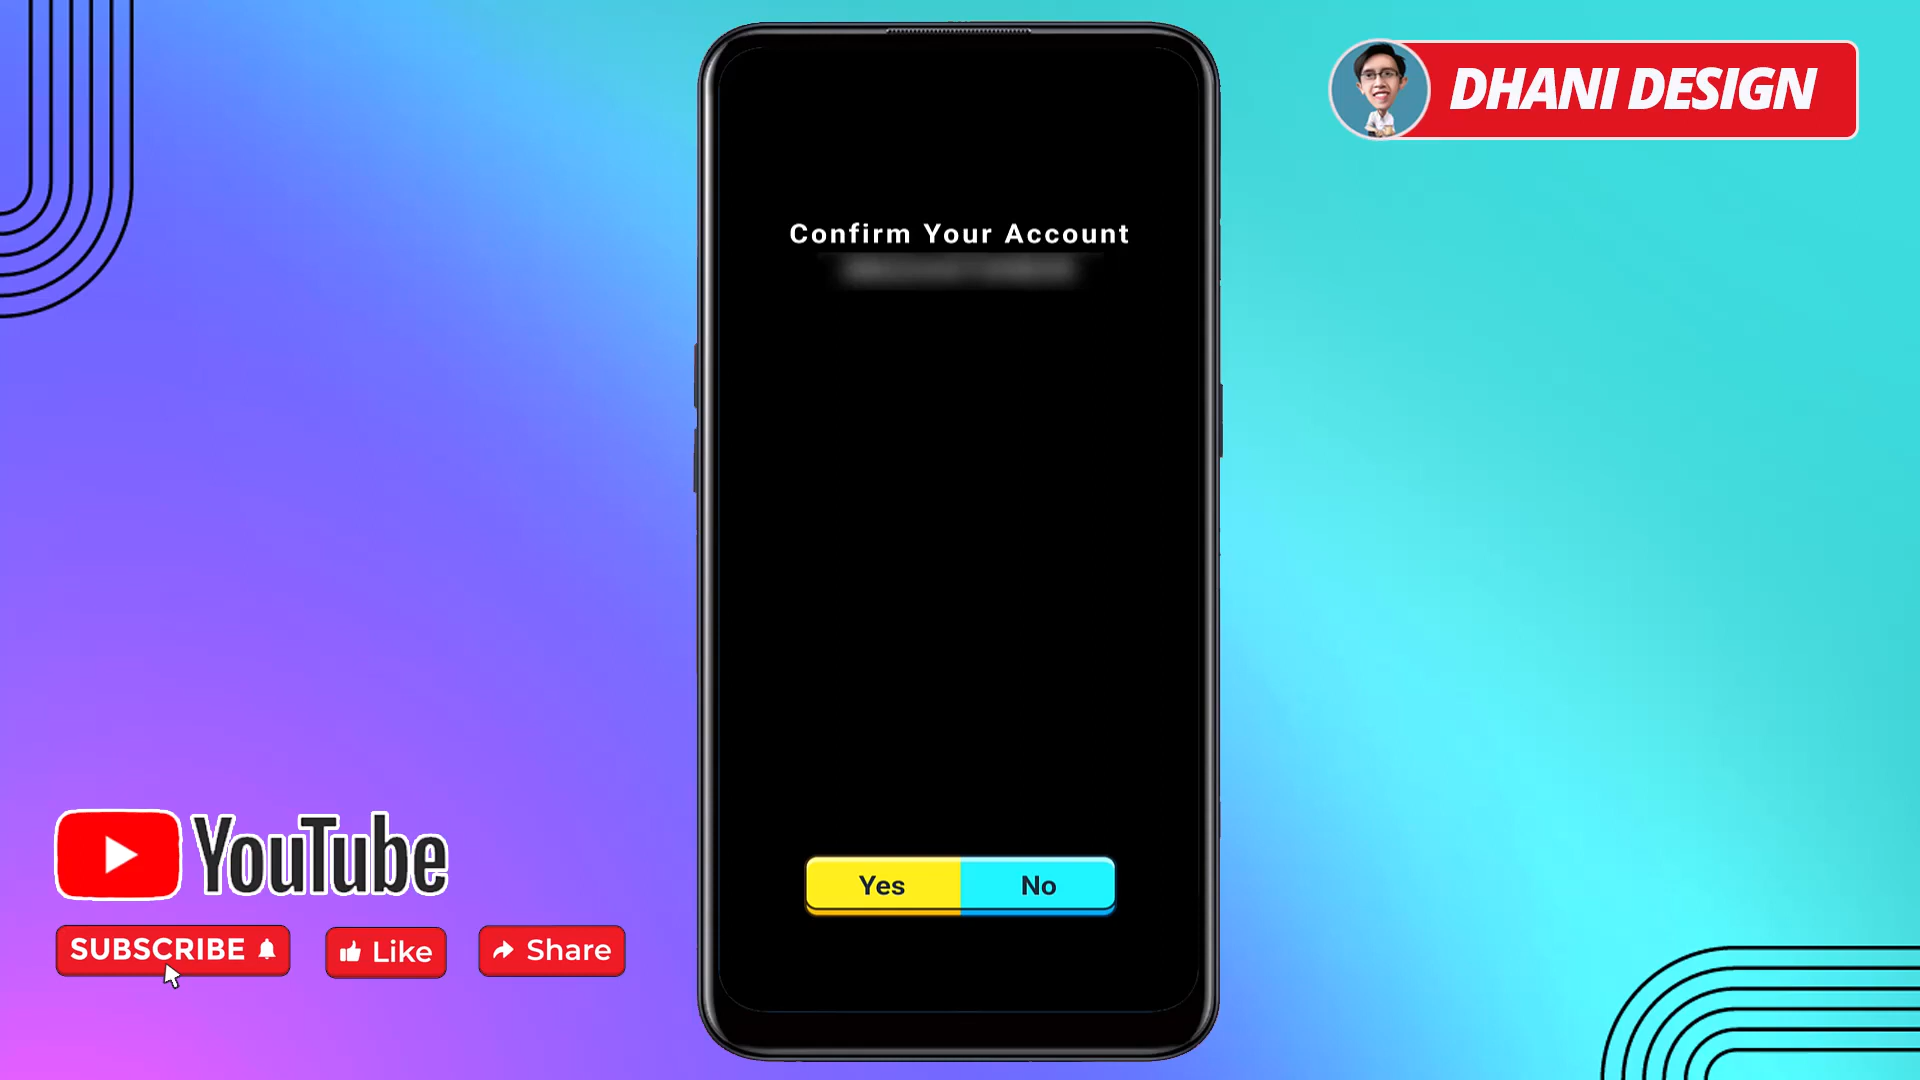 DHANI DESIGN
Confirm Your Account
Yes No
YouTube
SUBSCRIBE
Like
Share